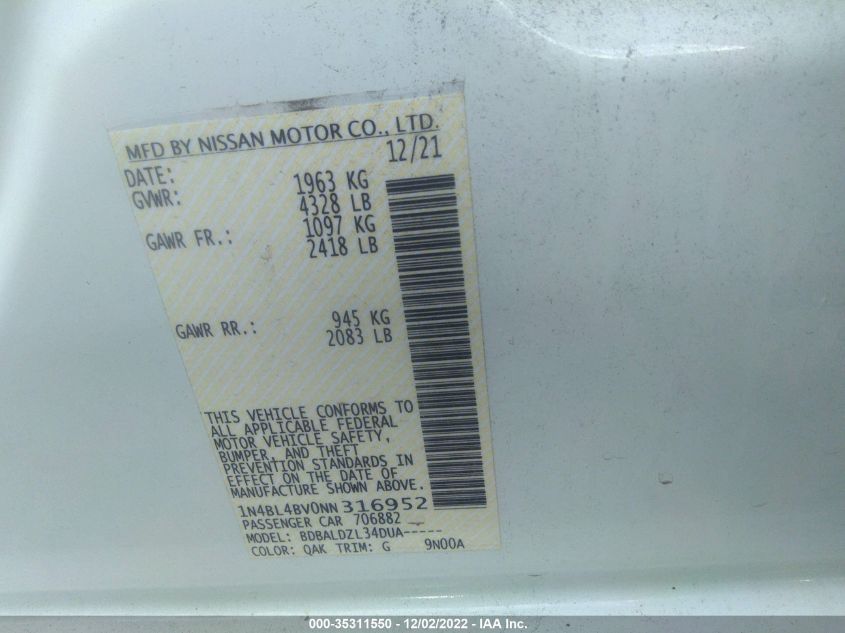 MFD BY NISSAN MOTOR CO., LTD.
DATE: 12/21
GVWR: 1963 KG
4328 LB
GAWR FR.: 1097 KG
2418 LB
GAWR RR.: 945 KG
2083 LB
THIS VEHICLE CONFORMS TO
ALL APPLICABLE FEDERAL
MOTOR VEHICLE SAFETY,
BUMPER, AND THEFT
PREVENTION STANDARDS IN
EFFECT ON THE DATE OF
MANUFACTURE SHOWN ABOVE.
1N4BL4BV0NN316952
PASSENGER CAR 706882
MODEL: BDBALDZL34DUA-----
COLOR: QAK TRIM: G 9N00A
000-35311550 - 12/02/2022 - IAA Inc.